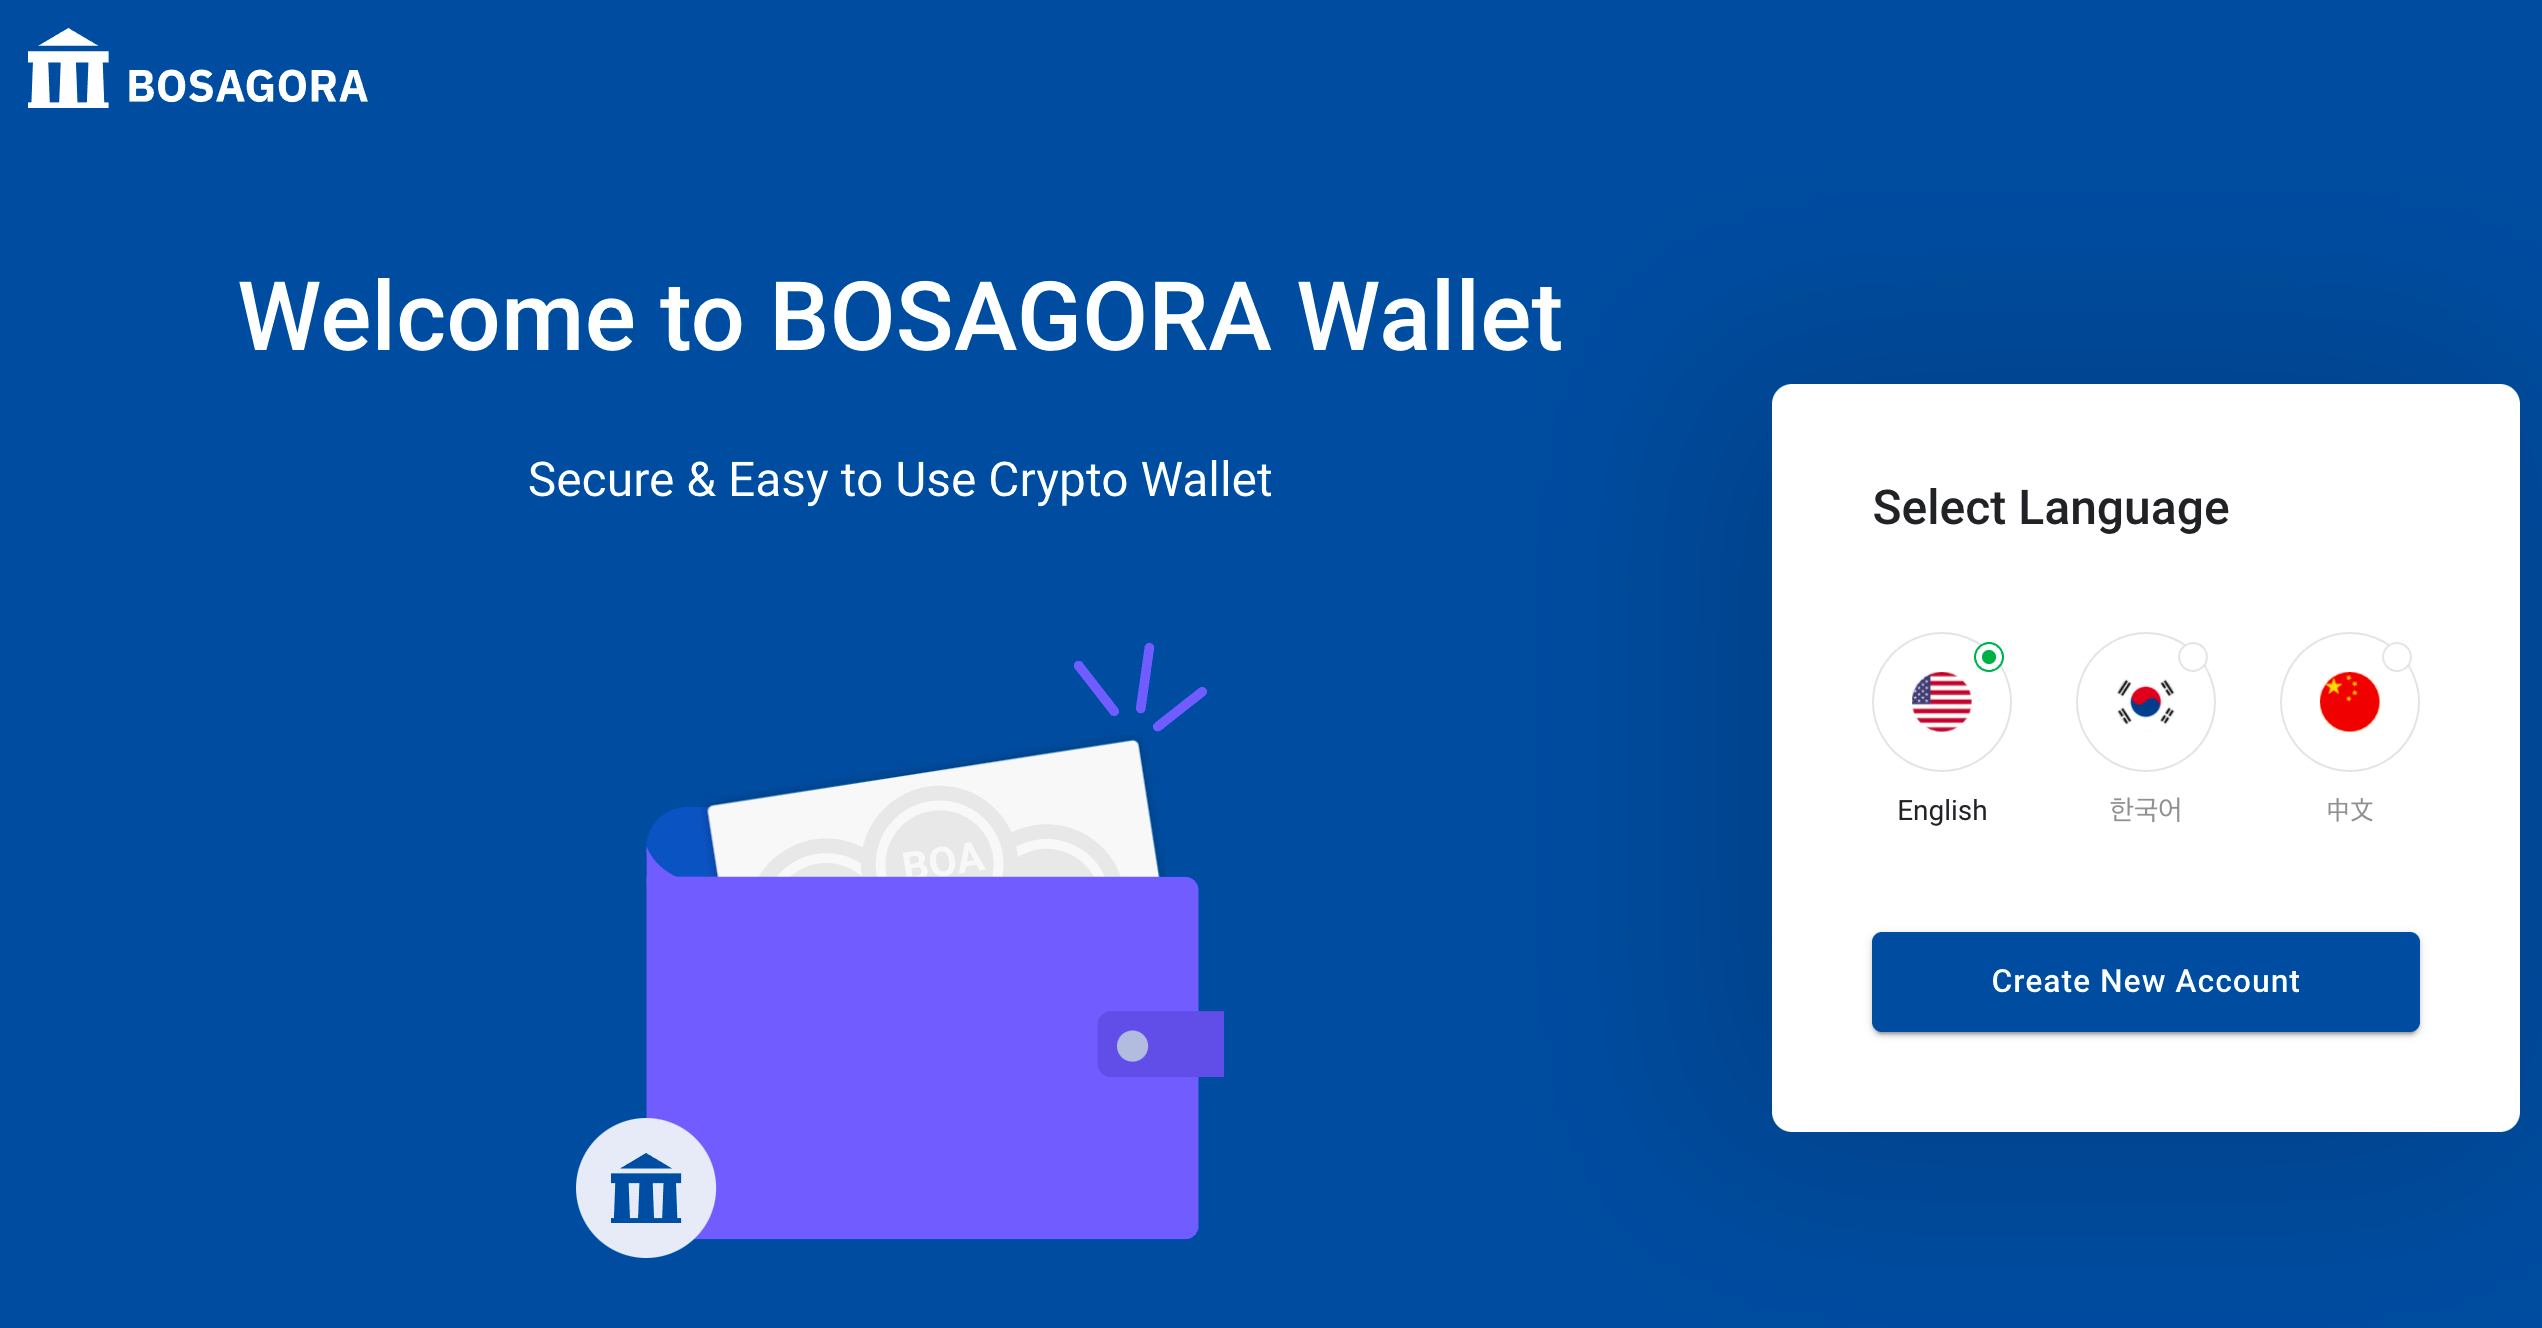 BOSAGORA
Welcome to BOSAGORA Wallet
Secure & Easy to Use Crypto Wallet
BOA
Select Language
English
한국어
中文
Create New Account